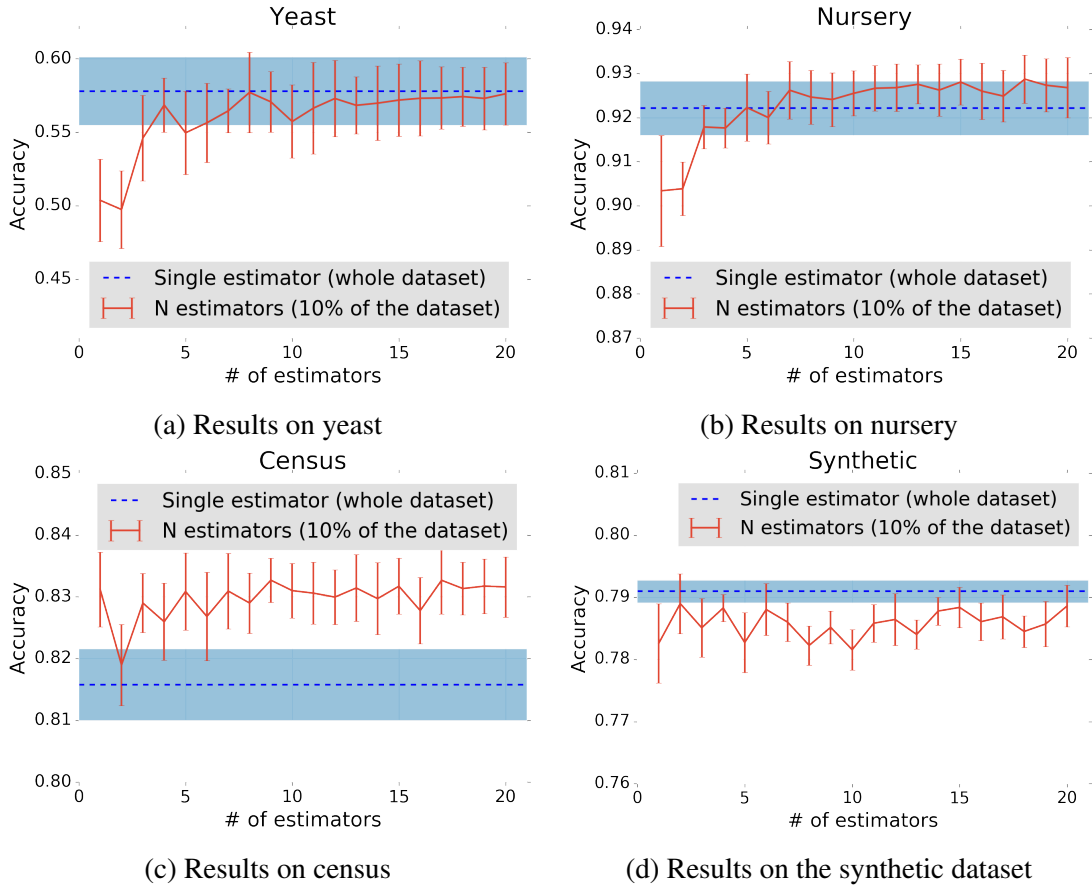 Yeast
0.60
0.55
0.50
0.45
Accuracy
Single estimator (whole dataset)
N estimators (10% of the dataset)
0 5 10 15 20
# of estimators
(a) Results on yeast
Nursery
0.94
0.93
0.92
0.91
0.90
0.89
0.88
0.87
Accuracy
Single estimator (whole dataset)
N estimators (10% of the dataset)
0 5 10 15 20
# of estimators
(b) Results on nursery
Census
0.85
0.84
0.83
0.82
0.81
0.80
Accuracy
Single estimator (whole dataset)
N estimators (10% of the dataset)
0 5 10 15 20
# of estimators
(c) Results on census
Synthetic
0.81
0.80
0.79
0.78
0.77
0.76
Accuracy
Single estimator (whole dataset)
N estimators (10% of the dataset)
0 5 10 15 20
# of estimators
(d) Results on the synthetic dataset